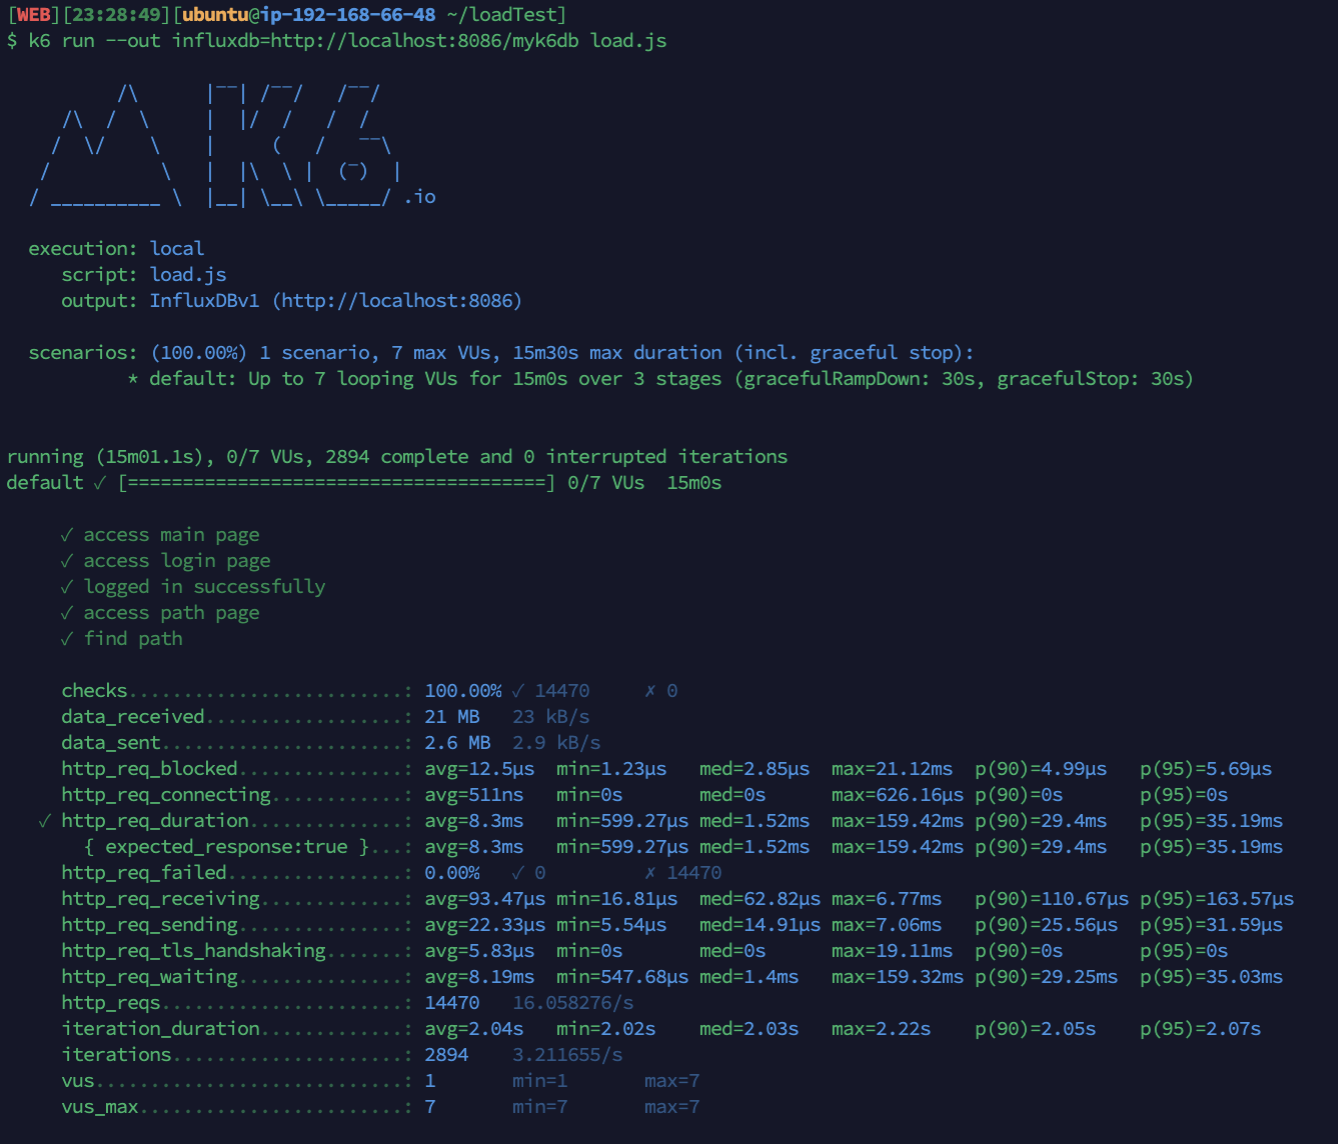 [WEB][23:28:49][ubuntu@ip-192-168-66-48 ~/loadTest]
$ k6 run --out influxdb=http://localhost:8086/myk6db load.js
          /\      |‾‾| /‾‾/   /‾‾/
     /\  /  \     |  |/  /   /  /
    /  \/    \    |     (   /   ‾‾\
   /          \   |  |\  \ |  (‾)  |
  / __________ \  |__| \__\ \_____/ .io
  execution: local
     script: load.js
     output: InfluxDBv1 (http://localhost:8086)
  scenarios: (100.00%) 1 scenario, 7 max VUs, 15m30s max duration (incl. graceful stop):
           * default: Up to 7 looping VUs for 15m0s over 3 stages (gracefulRampDown: 30s, gracefulStop: 30s)
running (15m01.1s), 0/7 VUs, 2894 complete and 0 interrupted iterations
default ✓ [======================================] 0/7 VUs  15m0s
     ✓ access main page
     ✓ access login page
     ✓ logged in successfully
     ✓ access path page
     ✓ find path
     checks.........................: 100.00% ✓ 14470     ✗ 0
     data_received..................: 21 MB   23 kB/s
     data_sent......................: 2.6 MB  2.9 kB/s
     http_req_blocked...............: avg=12.5µs  min=1.23µs   med=2.85µs  max=21.12ms  p(90)=4.99µs   p(95)=5.69µs
     http_req_connecting............: avg=511ns   min=0s       med=0s      max=626.16µs p(90)=0s       p(95)=0s
   ✓ http_req_duration..............: avg=8.3ms   min=599.27µs med=1.52ms  max=159.42ms p(90)=29.4ms   p(95)=35.19ms
       { expected_response:true }...: avg=8.3ms   min=599.27µs med=1.52ms  max=159.42ms p(90)=29.4ms   p(95)=35.19ms
     http_req_failed................: 0.00%   ✓ 0         ✗ 14470
     http_req_receiving.............: avg=93.47µs min=16.81µs  med=62.82µs max=6.77ms   p(90)=110.67µs p(95)=163.57µs
     http_req_sending...............: avg=22.33µs min=5.54µs   med=14.91µs max=7.06ms   p(90)=25.56µs  p(95)=31.59µs
     http_req_tls_handshaking.......: avg=5.83µs  min=0s       med=0s      max=19.11ms  p(90)=0s       p(95)=0s
     http_req_waiting...............: avg=8.19ms  min=547.68µs med=1.4ms   max=159.32ms p(90)=29.25ms  p(95)=35.03ms
     http_reqs......................: 14470   16.058276/s
     iteration_duration.............: avg=2.04s   min=2.02s    med=2.03s   max=2.22s    p(90)=2.05s    p(95)=2.07s
     iterations.....................: 2894    3.211655/s
     vus............................: 1       min=1       max=7
     vus_max........................: 7       min=7       max=7